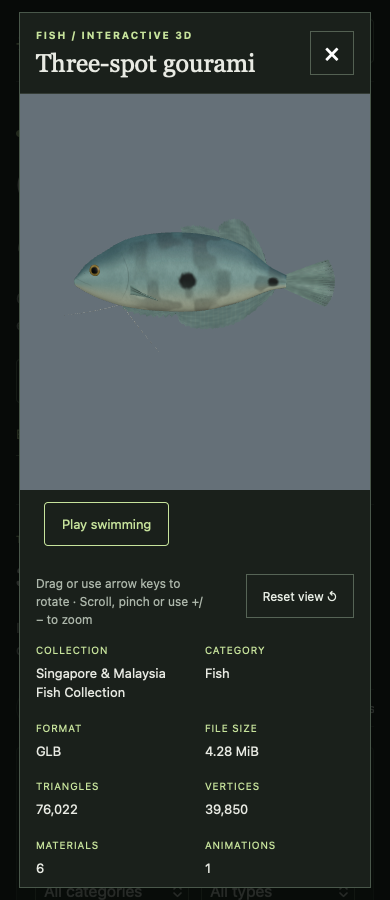 FISH / INTERACTIVE 3D
Three-spot gourami
×
Play swimming
Drag or use arrow keys to
rotate · Scroll, pinch or use +/
− to zoom
Reset view ↺
COLLECTION
Singapore & Malaysia
Fish Collection
CATEGORY
Fish
FORMAT
GLB
FILE SIZE
4.28 MiB
TRIANGLES
76,022
VERTICES
39,850
MATERIALS
6
ANIMATIONS
1
All categories
All types